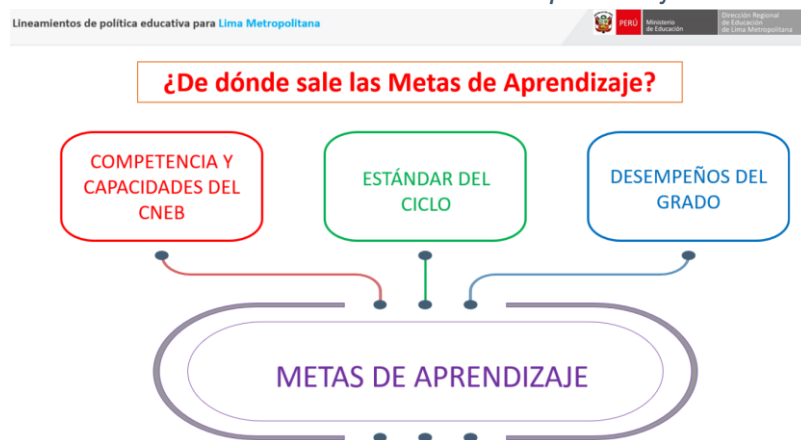 Lineamientos de política educativa para Lima Metropolitana
PERÚ
Ministerio
de Educación
Dirección Regional
de Educación
de Lima Metropolitana
¿De dónde sale las Metas de Aprendizaje?
COMPETENCIA Y
CAPACIDADES DEL
CNEB
ESTÁNDAR DEL
CICLO
DESEMPEÑOS DEL
GRADO
METAS DE APRENDIZAJE